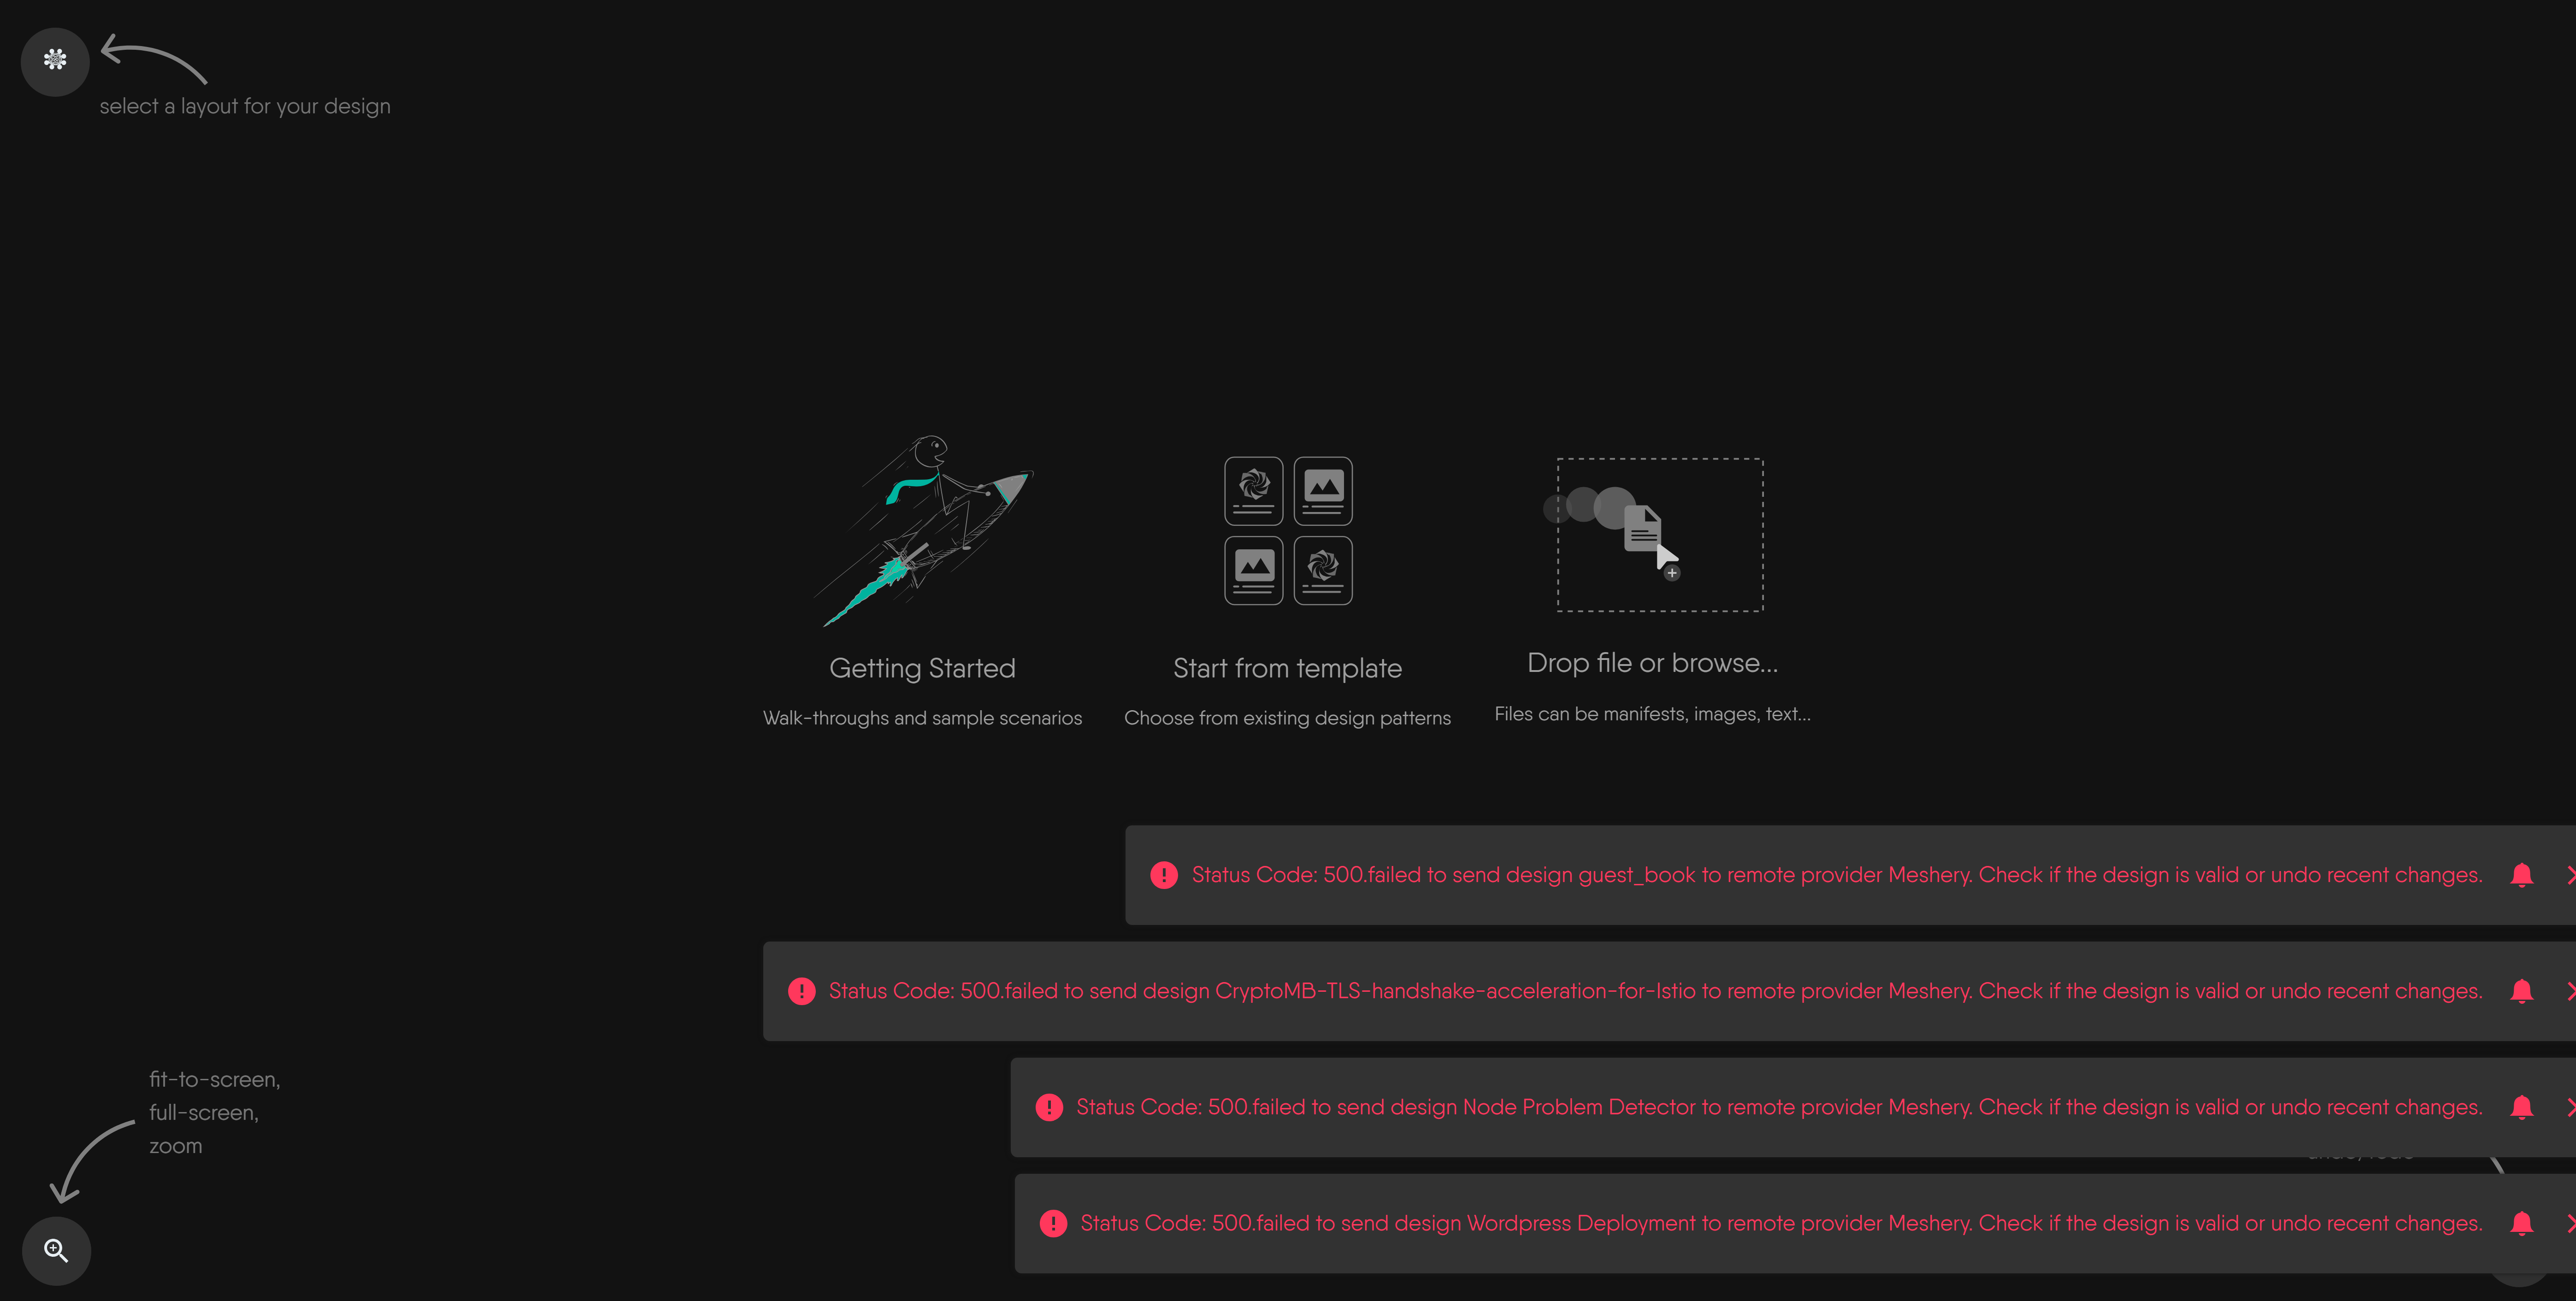 select a layout for your design
Getting Started
Walk-throughs and sample scenarios
Start from template
Choose from existing design patterns
Drop file or browse...
Files can be manifests, images, text...
Status Code: 500.failed to send design guest_book to remote provider Meshery. Check if the design is valid or undo recent changes.
Status Code: 500.failed to send design CryptoMB-TLS-handshake-acceleration-for-Istio to remote provider Meshery. Check if the design is valid or undo recent changes.
Status Code: 500.failed to send design Node Problem Detector to remote provider Meshery. Check if the design is valid or undo recent changes.
Status Code: 500.failed to send design Wordpress Deployment to remote provider Meshery. Check if the design is valid or undo recent changes.
fit-to-screen,
full-screen,
zoom